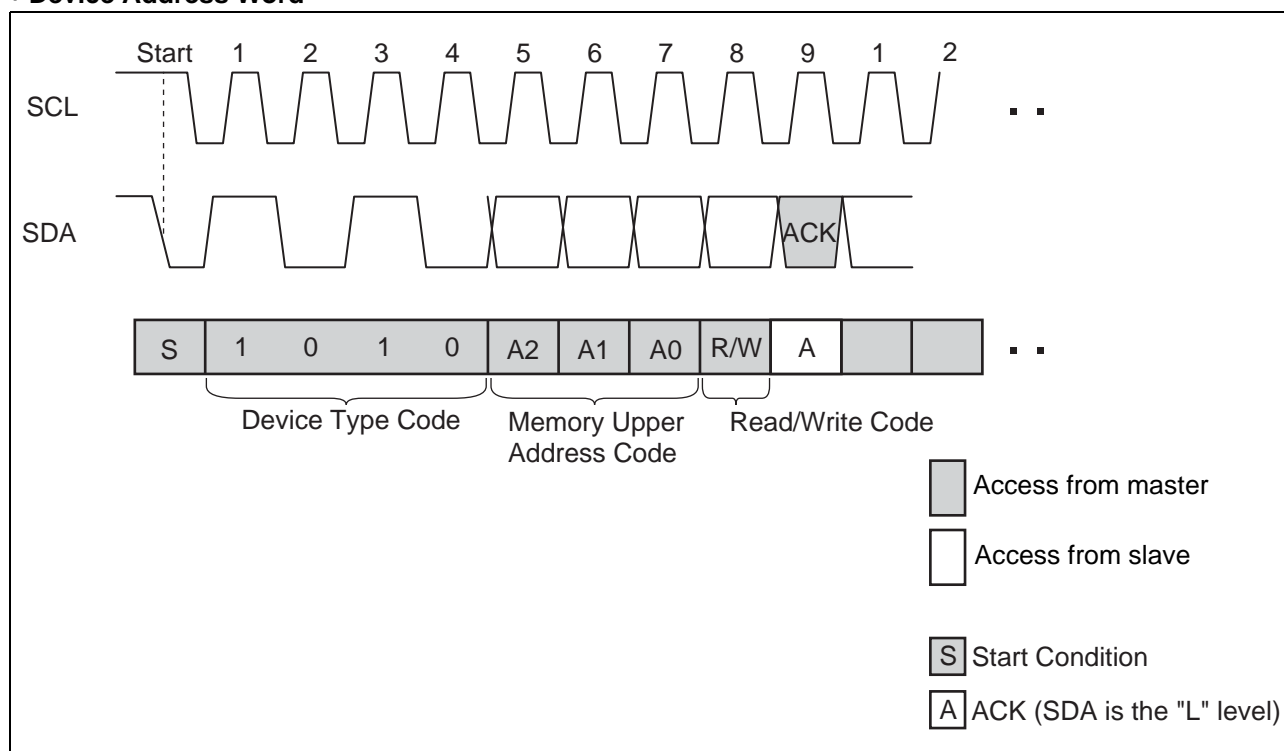 • Device Address Word
Start 1 2 3 4 5 6 7 8 9 1 2
SCL
. .
SDA
ACK
S 1 0 1 0 A2 A1 A0 R/W A
. .
Device Type Code
Memory Upper
Address Code
Read/Write Code
Access from master
Access from slave
S Start Condition
A ACK (SDA is the "L" level)